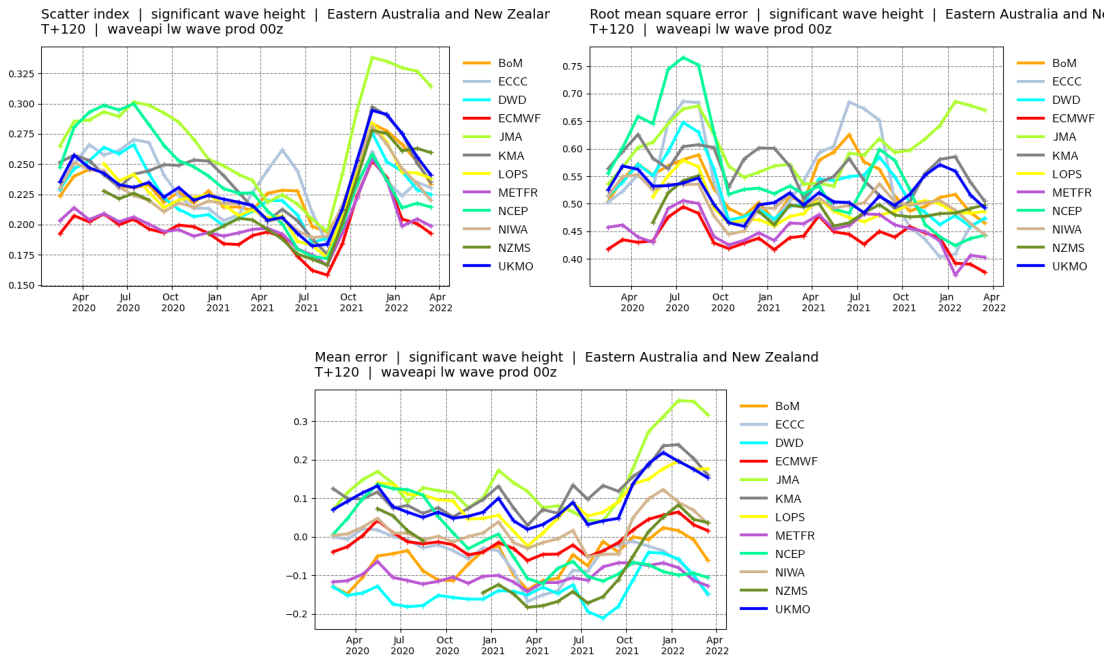 Scatter index | significant wave height | Eastern Australia and New Zealar
T+120 | waveapi lw wave prod 00z
0.325
0.300
0.275
0.250
0.225
0.200
0.175
0.150
Apr 2020
Jul 2020
Oct 2020
Jan 2021
Apr 2021
Jul 2021
Oct 2021
Jan 2022
Apr 2022
BoM
ECCC
DWD
ECMWF
JMA
KMA
LOPS
METFR
NCEP
NIWA
NZMS
UKMO
Root mean square error | significant wave height | Eastern Australia and Ne
T+120 | waveapi lw wave prod 00z
0.75
0.70
0.65
0.60
0.55
0.50
0.45
0.40
Apr 2020
Jul 2020
Oct 2020
Jan 2021
Apr 2021
Jul 2021
Oct 2021
Jan 2022
Apr 2022
BoM
ECCC
DWD
ECMWF
JMA
KMA
LOPS
METFR
NCEP
NIWA
NZMS
UKMO
Mean error | significant wave height | Eastern Australia and New Zealand
T+120 | waveapi lw wave prod 00z
0.3
0.2
0.1
0.0
−0.1
−0.2
Apr 2020
Jul 2020
Oct 2020
Jan 2021
Apr 2021
Jul 2021
Oct 2021
Jan 2022
Apr 2022
BoM
ECCC
DWD
ECMWF
JMA
KMA
LOPS
METFR
NCEP
NIWA
NZMS
UKMO